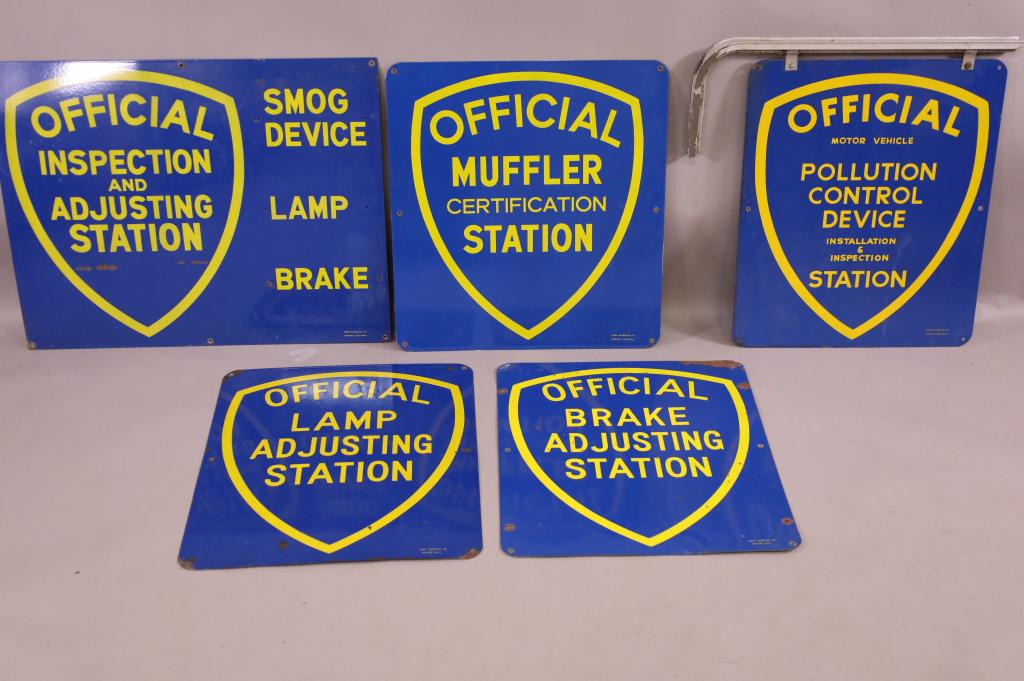 OFFICIAL
INSPECTION
AND
ADJUSTING
STATION
SMOG
DEVICE
LAMP
BRAKE
OFFICIAL
MUFFLER
CERTIFICATION
STATION
OFFICIAL
MOTOR VEHICLE
POLLUTION
CONTROL
DEVICE
INSTALLATION
&
INSPECTION
STATION
OFFICIAL
LAMP
ADJUSTING
STATION
OFFICIAL
BRAKE
ADJUSTING
STATION